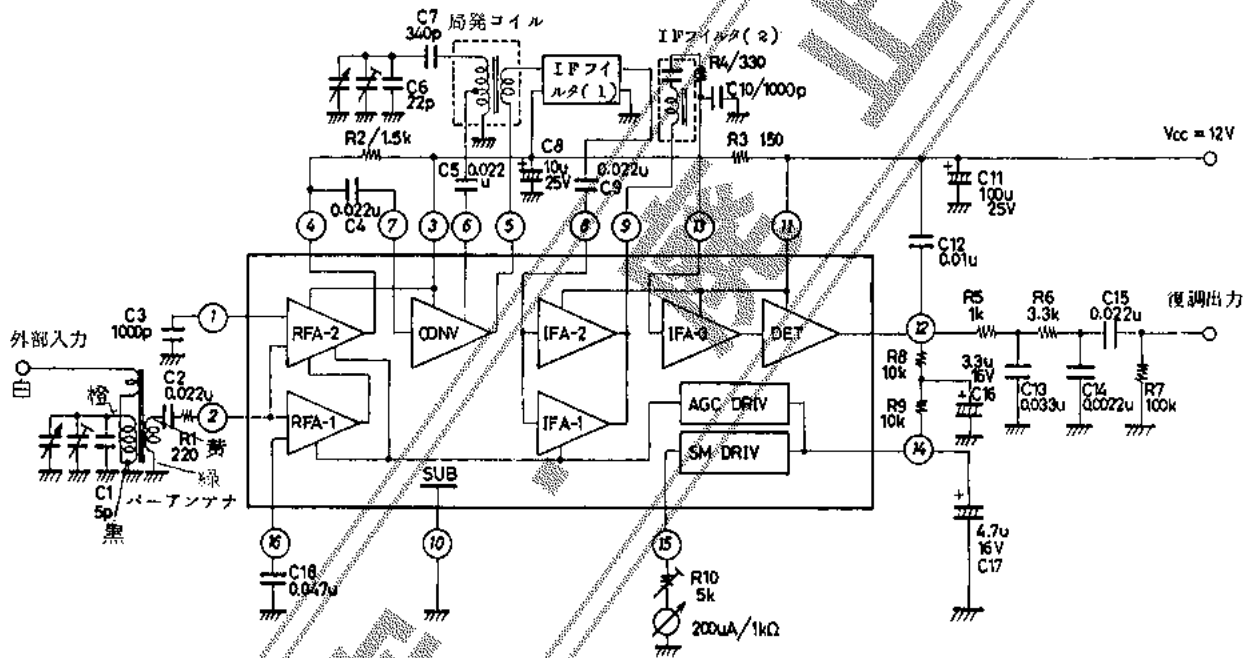 C7
340p
局発コイル
IFフィルタ(2)
R4/330
C10/1000p
IFフィ
ルタ(1)
C6
22p
R2/1.5k
C5
0.022
u
C8
10u
25V
0.022u
C9
R3 150
Vcc = 12V
C11
100u
25V
0.022u
C4
4
7
3
6
5
8
9
13
11
C12
0.01u
C3
1000p
1
RFA-2
CONV
IFA-2
IFA-3
DET
12
R5
1k
R6
3.3k
C15
0.022u
復調出力
外部入力
白
橙
C2
0.022u
2
R1
220
黄
緑
C1
5p
黒
バーアンテナ
RFA-1
IFA-1
AGC DRIV
SM DRIV
R8
10k
R9
10k
3.3u
16V
C16
C13
0.033u
C14
0.0022u
R7
100k
14
SUB
16
10
15
C18
0.047u
R10
5k
200uA/1kΩ
4.7u
16V
C17